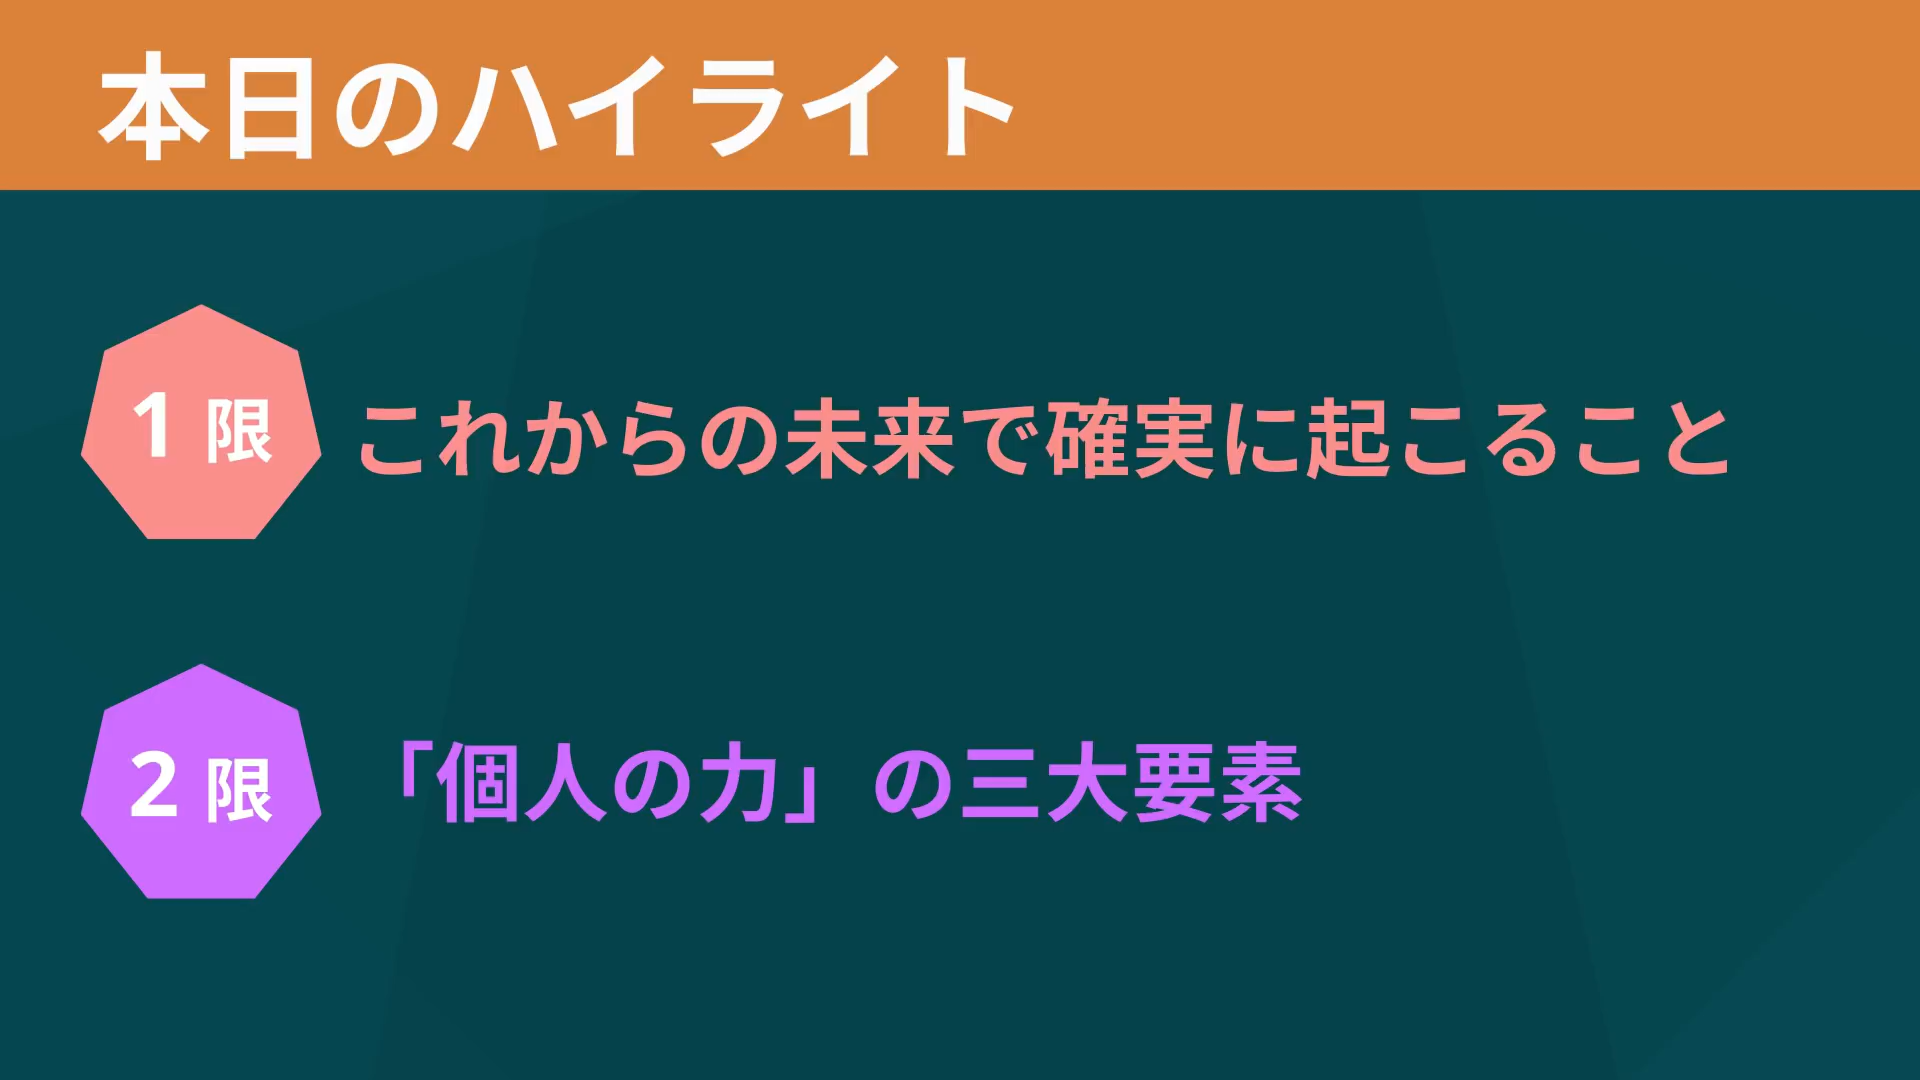 本日のハイライト
1 限
これからの未来で確実に起こること
2 限
「個人の力」の三大要素